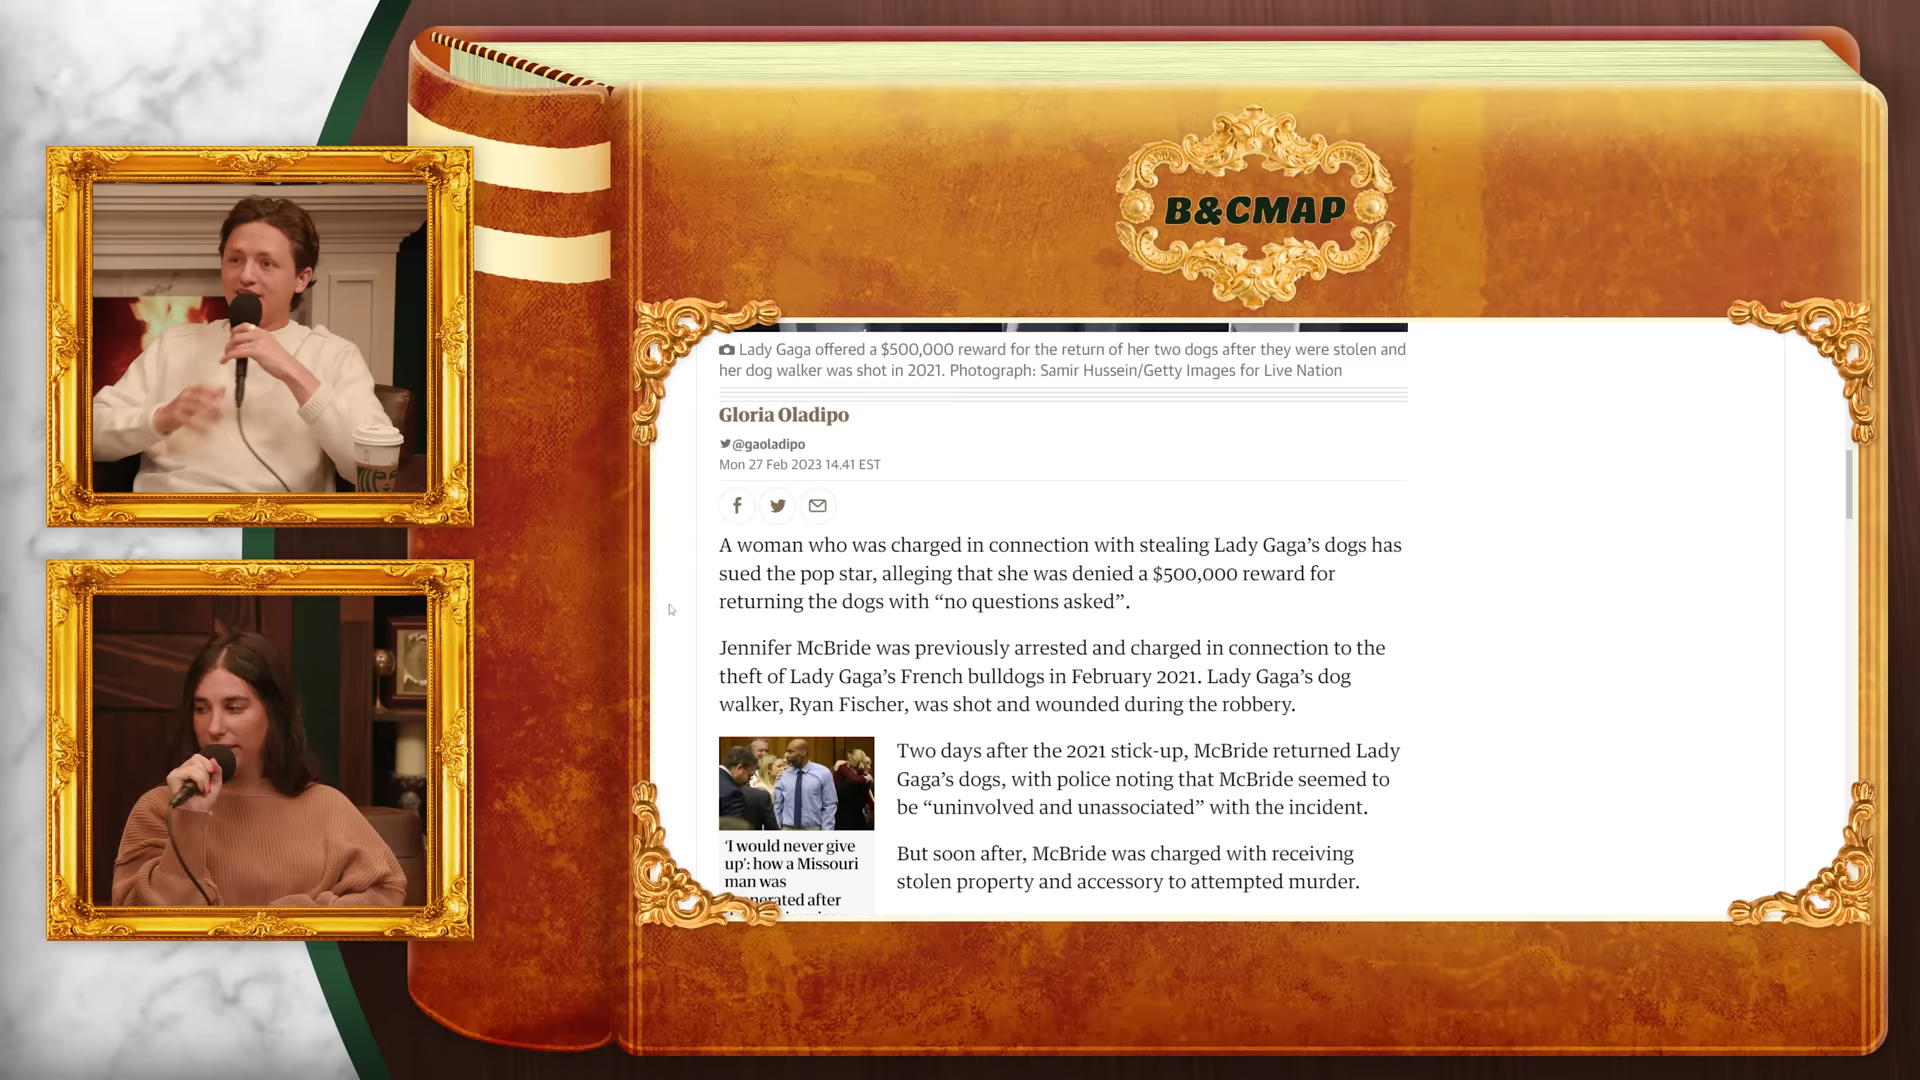 B&CMAP
Lady Gaga offered a $500,000 reward for the return of her two dogs after they were stolen and
her dog walker was shot in 2021. Photograph: Samir Hussein/Getty Images for Live Nation
Gloria Oladipo
@gaoladipo
Mon 27 Feb 2023 14.41 EST
A woman who was charged in connection with stealing Lady Gaga’s dogs has
sued the pop star, alleging that she was denied a $500,000 reward for
returning the dogs with “no questions asked”.
Jennifer McBride was previously arrested and charged in connection to the
theft of Lady Gaga’s French bulldogs in February 2021. Lady Gaga’s dog
walker, Ryan Fischer, was shot and wounded during the robbery.
Two days after the 2021 stick-up, McBride returned Lady
Gaga’s dogs, with police noting that McBride seemed to
be “uninvolved and unassociated” with the incident.
But soon after, McBride was charged with receiving
stolen property and accessory to attempted murder.
‘I would never give
up’: how a Missouri
man was
after